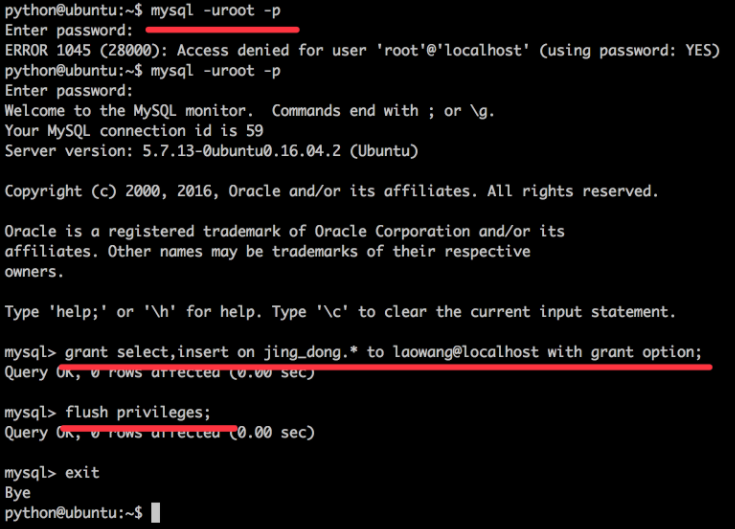 python@ubuntu:~$ mysql -uroot -p
Enter password:
ERROR 1045 (28000): Access denied for user 'root'@'localhost' (using password: YES)
python@ubuntu:~$ mysql -uroot -p
Enter password:
Welcome to the MySQL monitor.  Commands end with ; or \g.
Your MySQL connection id is 59
Server version: 5.7.13-0ubuntu0.16.04.2 (Ubuntu)
Copyright (c) 2000, 2016, Oracle and/or its affiliates. All rights reserved.
Oracle is a registered trademark of Oracle Corporation and/or its
affiliates. Other names may be trademarks of their respective
owners.
Type 'help;' or '\h' for help. Type '\c' to clear the current input statement.
mysql> grant select,insert on jing_dong.* to laowang@localhost with grant option;
Query OK, 0 rows affected (0.00 sec)
mysql> flush privileges;
Query OK, 0 rows affected (0.00 sec)
mysql> exit
Bye
python@ubuntu:~$